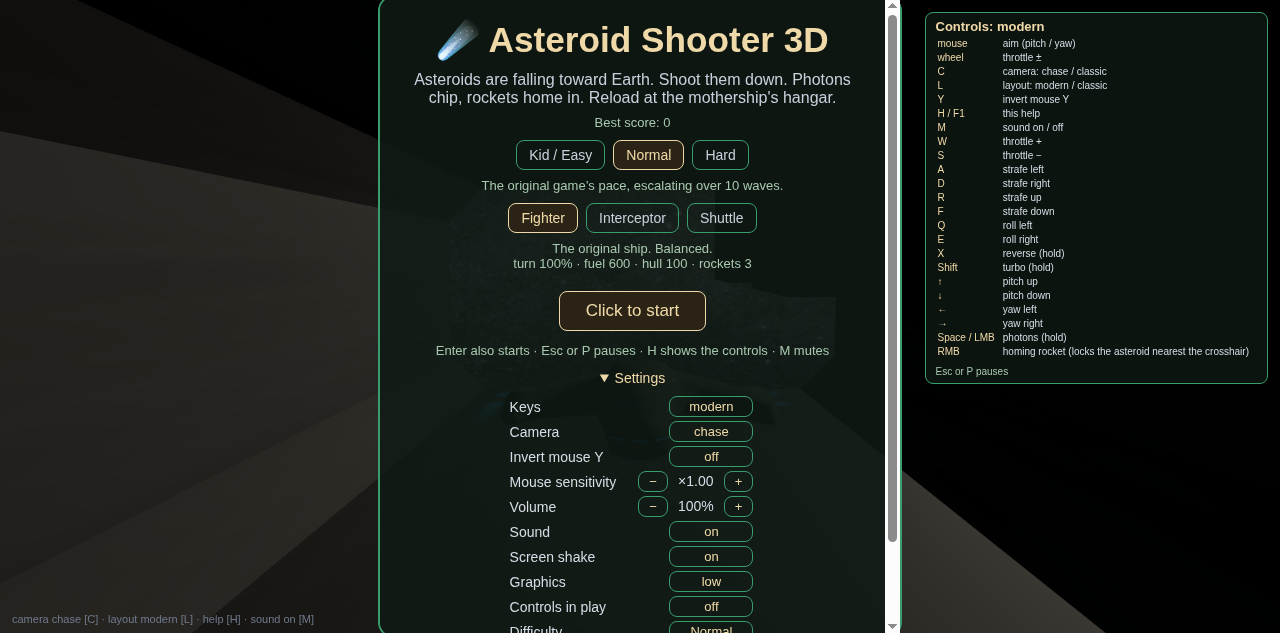 Asteroid Shooter 3D
Asteroids are falling toward Earth. Shoot them down. Photons
chip, rockets home in. Reload at the mothership's hangar.
Best score: 0
Kid / Easy Normal Hard
The original game's pace, escalating over 10 waves.
Fighter Interceptor Shuttle
The original ship. Balanced.
turn 100% · fuel 600 · hull 100 · rockets 3
Click to start
Enter also starts · Esc or P pauses · H shows the controls · M mutes
▼ Settings
Keys modern
Camera chase
Invert mouse Y off
Mouse sensitivity − ×1.00 +
Volume − 100% +
Sound on
Screen shake on
Graphics low
Controls in play off
Difficulty Normal
Controls: modern
mouse aim (pitch / yaw)
wheel throttle ±
C camera: chase / classic
L layout: modern / classic
Y invert mouse Y
H / F1 this help
M sound on / off
W throttle +
S throttle −
A strafe left
D strafe right
R strafe up
F strafe down
Q roll left
E roll right
X reverse (hold)
Shift turbo (hold)
↑ pitch up
↓ pitch down
← yaw left
→ yaw right
Space / LMB photons (hold)
RMB homing rocket (locks the asteroid nearest the crosshair)
Esc or P pauses
camera chase [C] · layout modern [L] · help [H] · sound on [M]